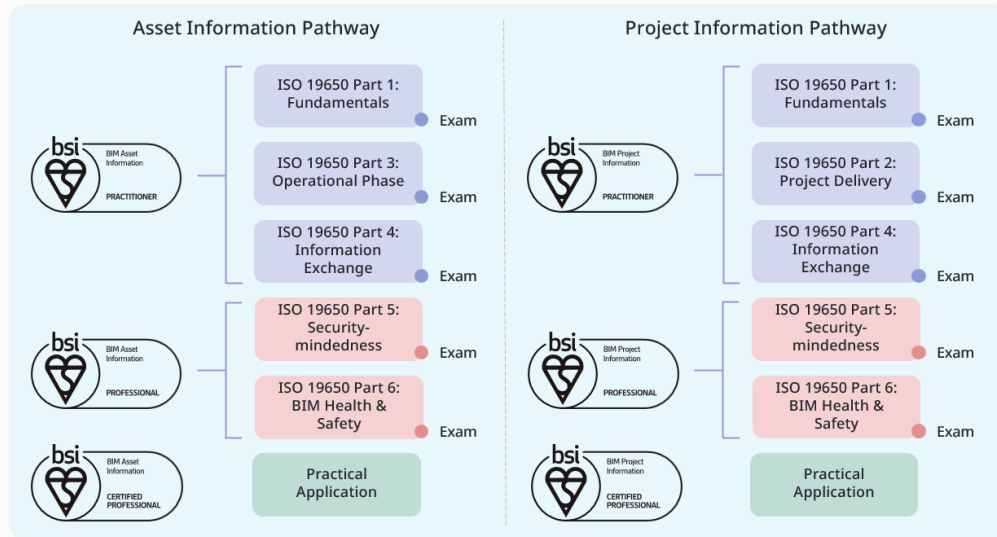 Asset Information Pathway
ISO 19650 Part 1:
Fundamentals
Exam
bsi
BIM Asset
Information
PRACTITIONER
ISO 19650 Part 3:
Operational Phase
Exam
ISO 19650 Part 4:
Information
Exchange
Exam
ISO 19650 Part 5:
Security-
mindedness
Exam
bsi
BIM Asset
Information
PROFESSIONAL
ISO 19650 Part 6:
BIM Health &
Safety
Exam
bsi
BIM Asset
Information
CERTIFIED
PROFESSIONAL
Practical
Application
Project Information Pathway
ISO 19650 Part 1:
Fundamentals
Exam
bsi
BIM Project
Information
PRACTITIONER
ISO 19650 Part 2:
Project Delivery
Exam
ISO 19650 Part 4:
Information
Exchange
Exam
ISO 19650 Part 5:
Security-
mindedness
Exam
bsi
BIM Project
Information
PROFESSIONAL
ISO 19650 Part 6:
BIM Health &
Safety
Exam
bsi
BIM Project
Information
CERTIFIED
PROFESSIONAL
Practical
Application